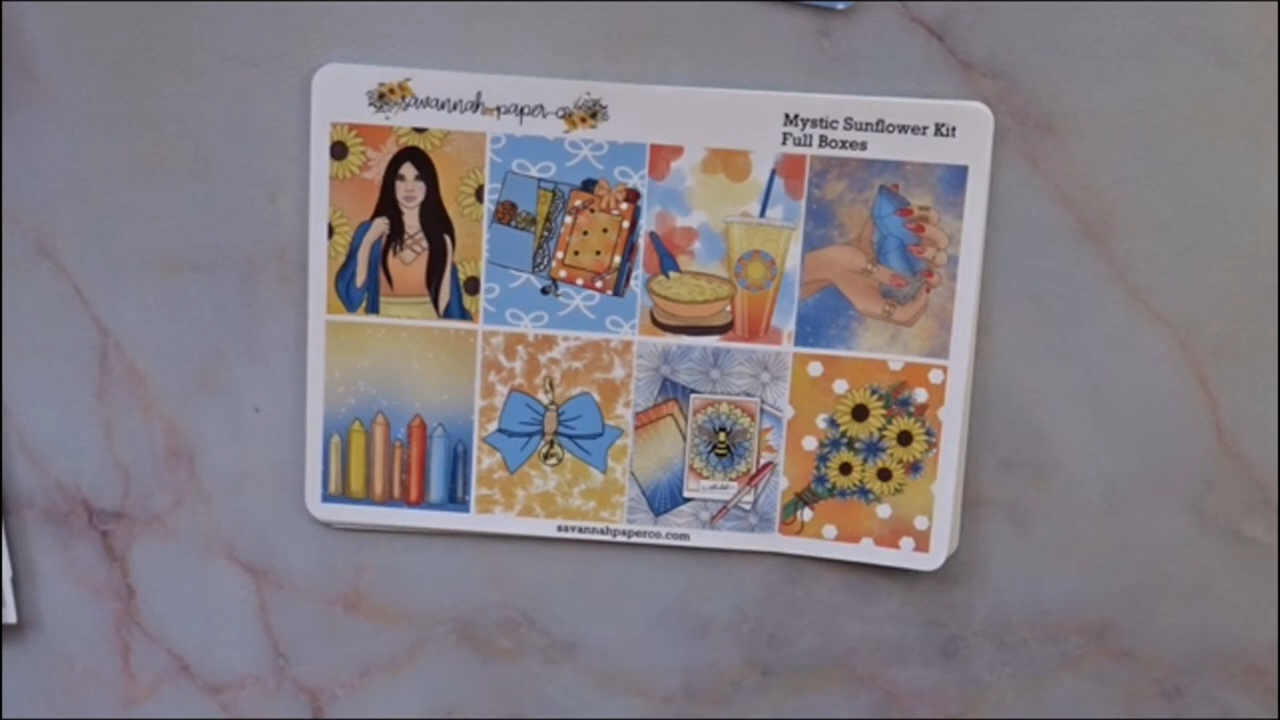 savannah-paper-co
Mystic Sunflower Kit
Full Boxes
savannahpaperco.com